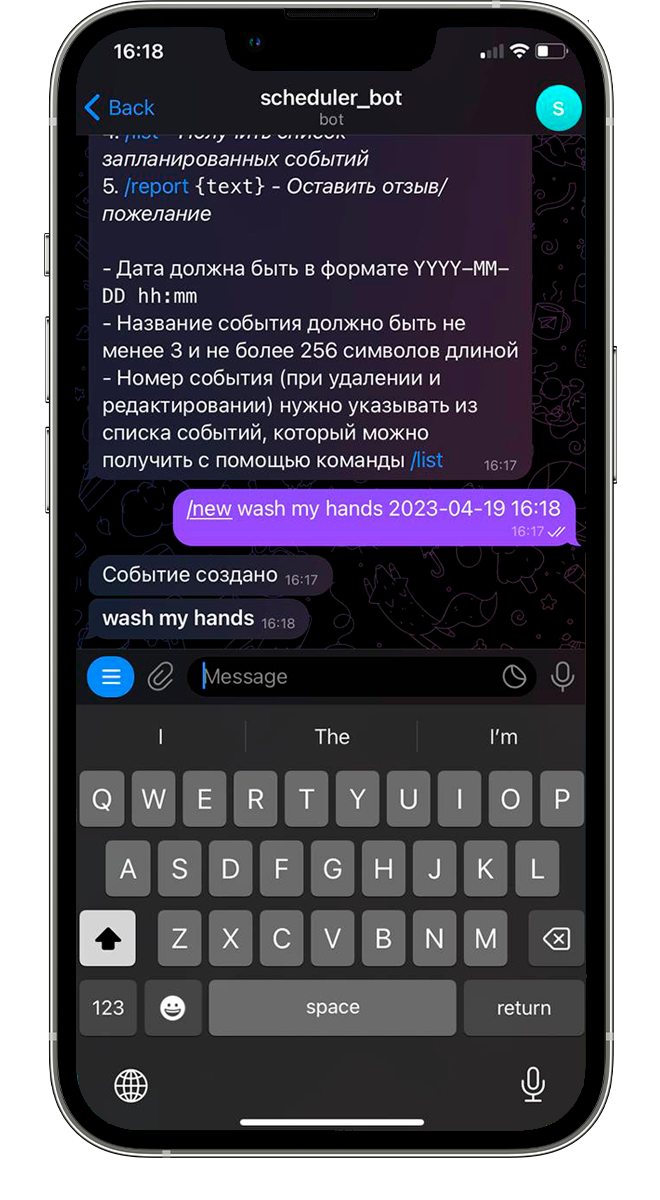 16:18
Back
scheduler_bot
bot
S
4. /list - Получить список
запланированных событий
5. /report {text} - Оставить отзыв/
пожелание
- Дата должна быть в формате YYYY-MM-
DD hh:mm
- Название события должно быть не
менее 3 и не более 256 символов длиной
- Номер события (при удалении и
редактировании) нужно указывать из
списка событий, который можно
получить с помощью команды /list 16:17
/new wash my hands 2023-04-19 16:18
16:17
Событие создано 16:17
wash my hands 16:18
Message
I The I'm
Q W E R T Y U I O P
A S D F G H J K L
Z X C V B N M
123 space return